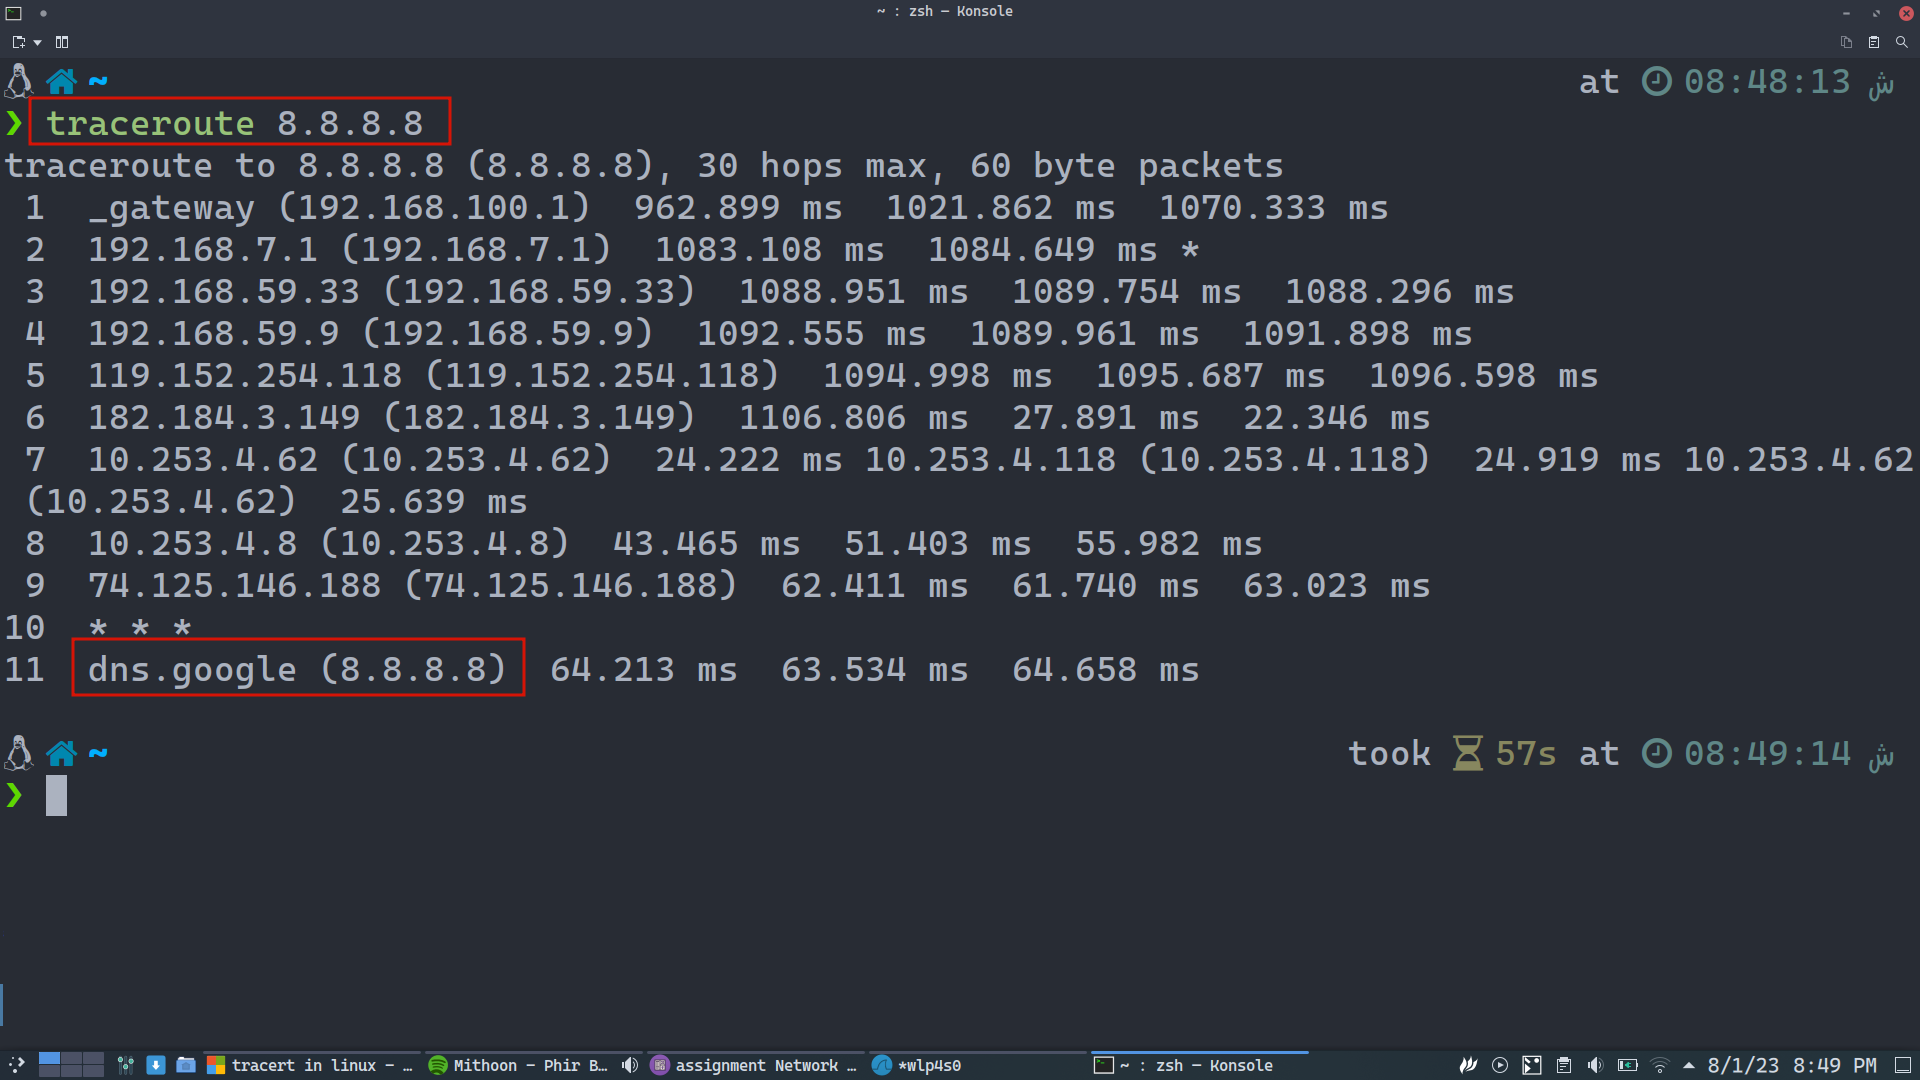 ~ : zsh — Konsole
~ at 08:48:13 ش
❯ traceroute 8.8.8.8
traceroute to 8.8.8.8 (8.8.8.8), 30 hops max, 60 byte packets
1 _gateway (192.168.100.1) 962.899 ms 1021.862 ms 1070.333 ms
2 192.168.7.1 (192.168.7.1) 1083.108 ms 1084.649 ms *
3 192.168.59.33 (192.168.59.33) 1088.951 ms 1089.754 ms 1088.296 ms
4 192.168.59.9 (192.168.59.9) 1092.555 ms 1089.961 ms 1091.898 ms
5 119.152.254.118 (119.152.254.118) 1094.998 ms 1095.687 ms 1096.598 ms
6 182.184.3.149 (182.184.3.149) 1106.806 ms 27.891 ms 22.346 ms
7 10.253.4.62 (10.253.4.62) 24.222 ms 10.253.4.118 (10.253.4.118) 24.919 ms 10.253.4.62
(10.253.4.62) 25.639 ms
8 10.253.4.8 (10.253.4.8) 43.465 ms 51.403 ms 55.982 ms
9 74.125.146.188 (74.125.146.188) 62.411 ms 61.740 ms 63.023 ms
10 * * *
11 dns.google (8.8.8.8) 64.213 ms 63.534 ms 64.658 ms
~ took 57s at 08:49:14 ش
❯
tracert in linux – … Mithoon – Phir B… assignment Network … *wlp4s0 ~ : zsh — Konsole 8/1/23 8:49 PM